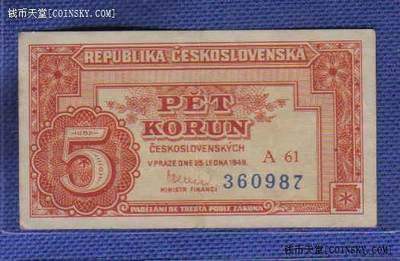 钱币天堂[COINSKY.COM]
REPUBLIKA ČESKOSLOVENSKÁ
PĚT
KORUN
ČESKOSLOVENSKÝCH
5
V PRAZE DNE 25. LEDNA 1949.
A 61
360987
MINISTR FINANCÍ
PADĚLÁNÍ SE TRESTÁ PODLE ZÁKONA
钱币天堂[COINSKY.COM]